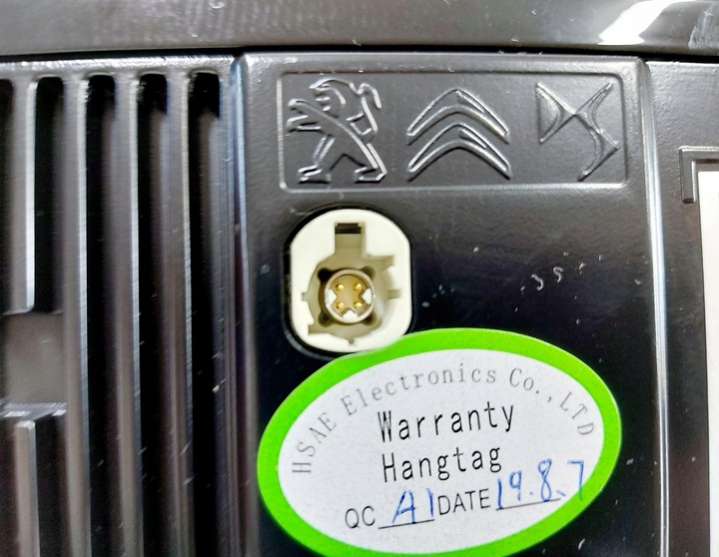 HSAE Electronics Co.,LTD
Warranty
Hangtag
QC A1 DATE 19.8.7